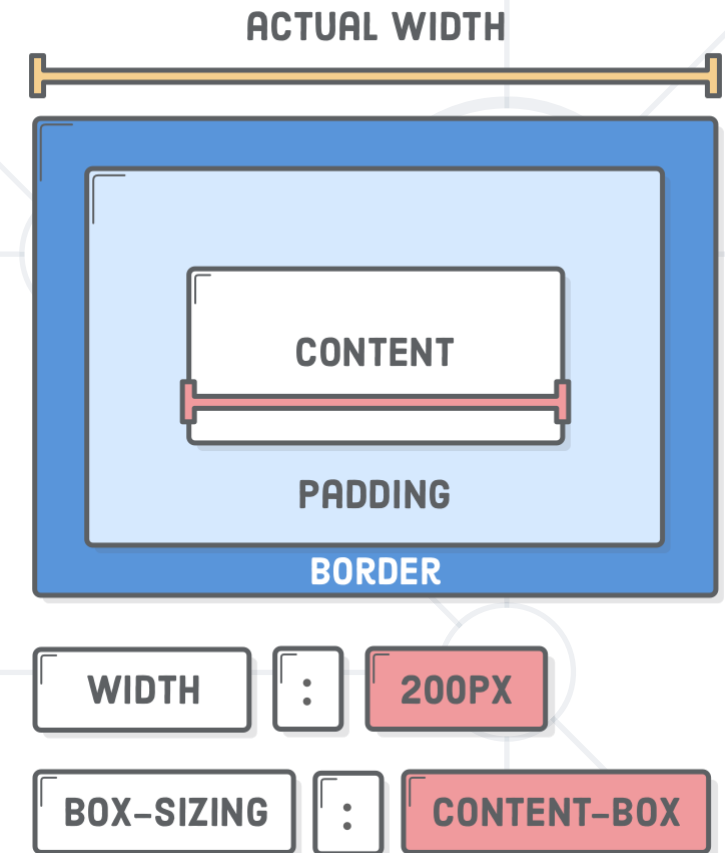 ACTUAL WIDTH
CONTENT
PADDING
BORDER
WIDTH : 200PX
BOX-SIZING : CONTENT-BOX